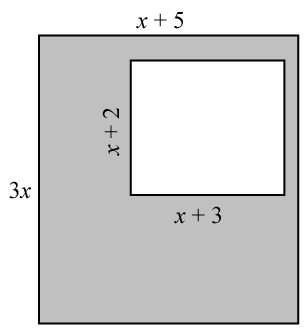 x + 5
x + 2
3x
x + 3